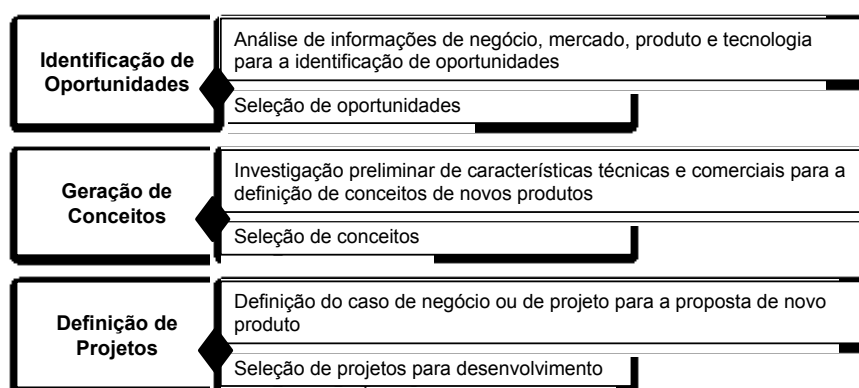 Identificação de
Oportunidades
Análise de informações de negócio, mercado, produto e tecnologia
para a identificação de oportunidades
Seleção de oportunidades
Geração de
Conceitos
Investigação preliminar de características técnicas e comerciais para a
definição de conceitos de novos produtos
Seleção de conceitos
Definição de
Projetos
Definição do caso de negócio ou de projeto para a proposta de novo
produto
Seleção de projetos para desenvolvimento